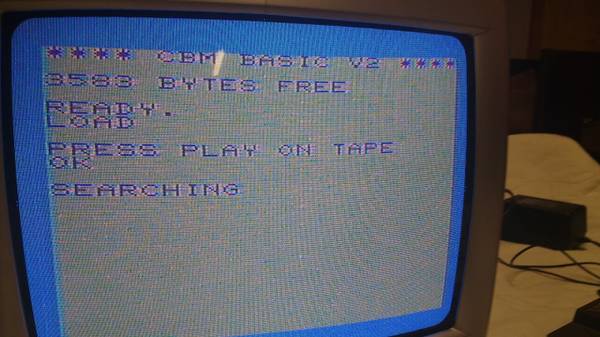 **** CBM BASIC V2 ****
3583 BYTES FREE
READY.
LOAD
PRESS PLAY ON TAPE
OK
SEARCHING